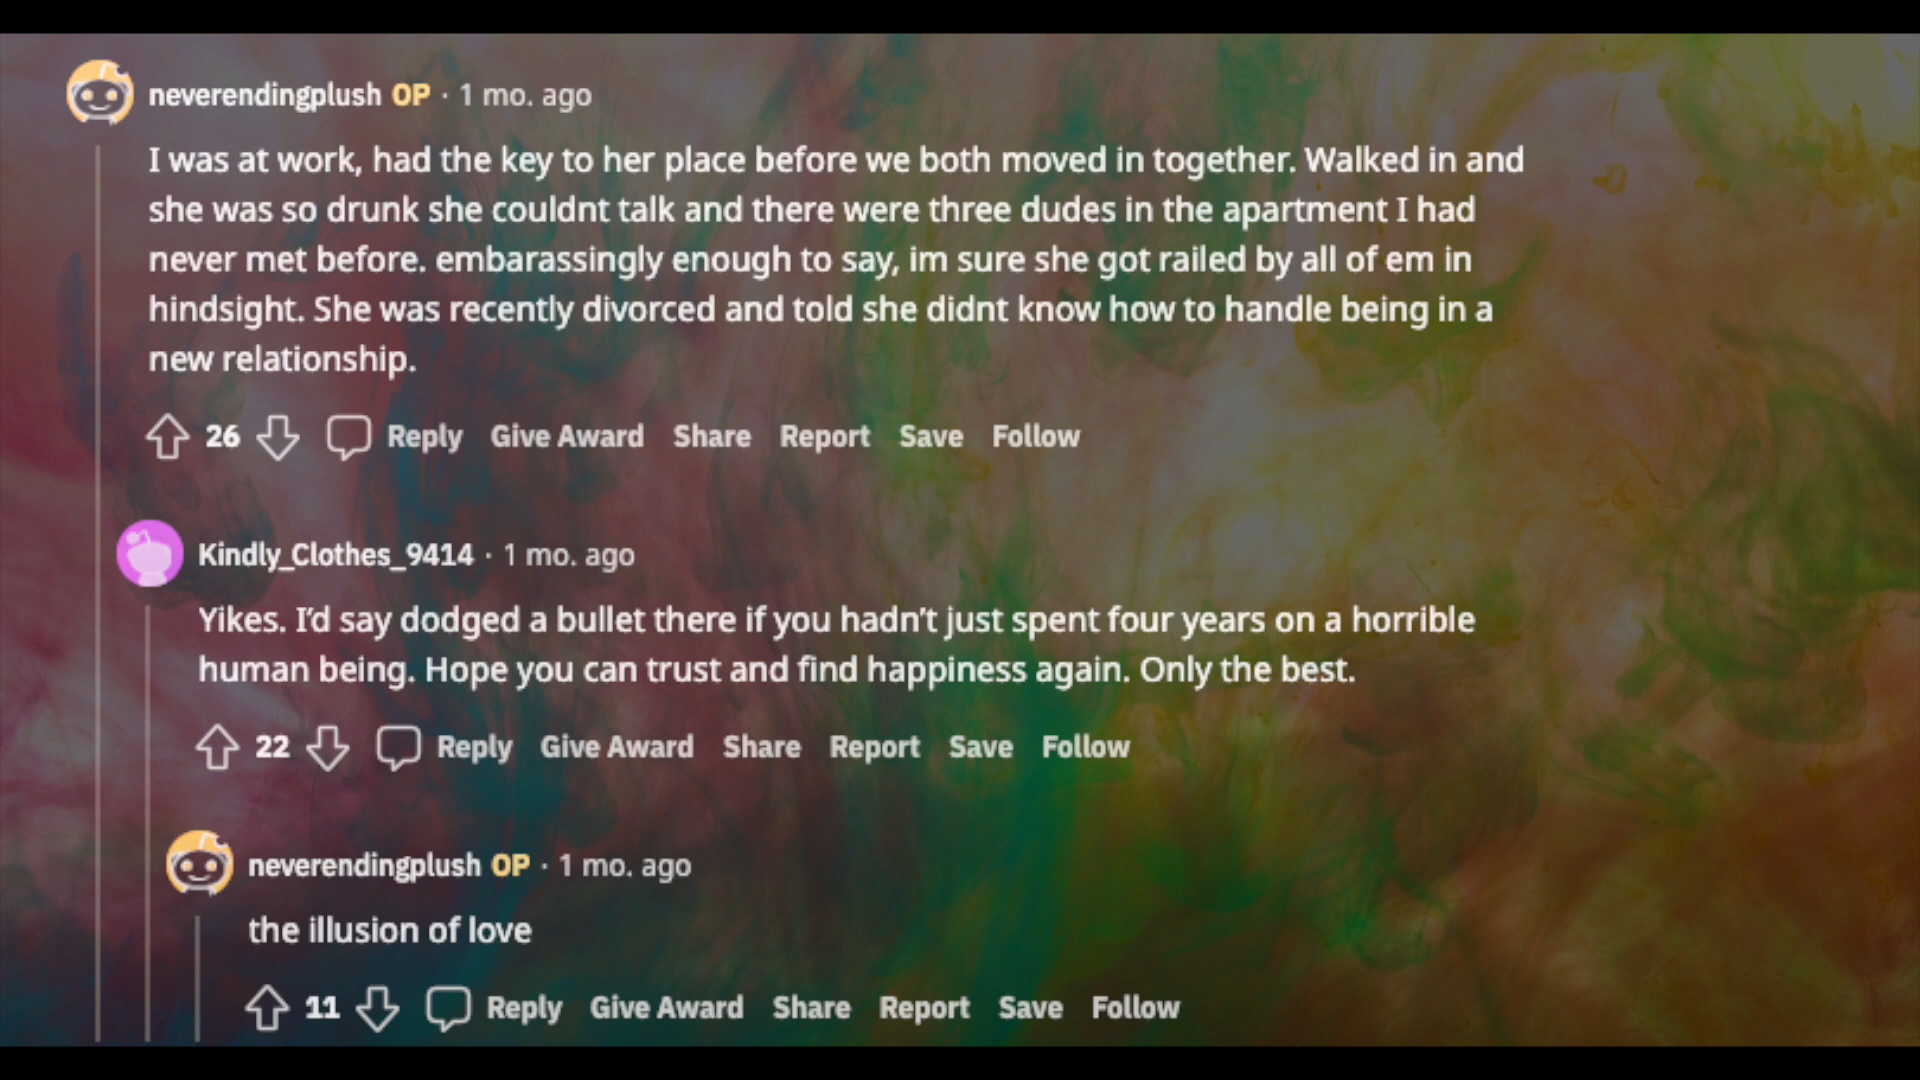 neverendingplush OP · 1 mo. ago
I was at work, had the key to her place before we both moved in together. Walked in and
she was so drunk she couldnt talk and there were three dudes in the apartment I had
never met before. embarassingly enough to say, im sure she got railed by all of em in
hindsight. She was recently divorced and told she didnt know how to handle being in a
new relationship.
26 Reply Give Award Share Report Save Follow
Kindly_Clothes_9414 · 1 mo. ago
Yikes. I’d say dodged a bullet there if you hadn’t just spent four years on a horrible
human being. Hope you can trust and find happiness again. Only the best.
22 Reply Give Award Share Report Save Follow
neverendingplush OP · 1 mo. ago
the illusion of love
11 Reply Give Award Share Report Save Follow